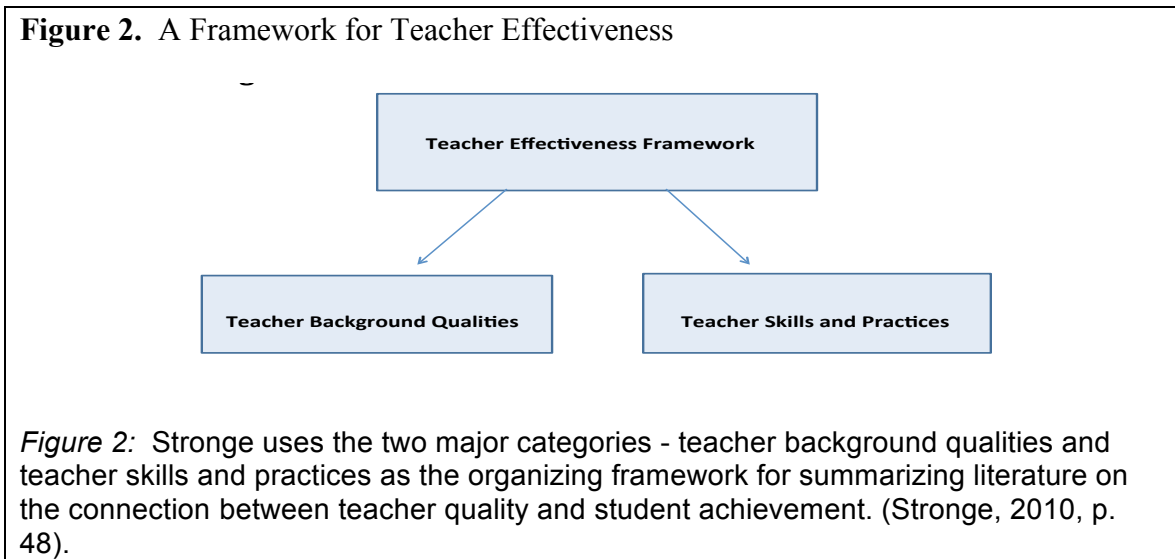 Figure 2. A Framework for Teacher Effectiveness
Teacher Effectiveness Framework
Teacher Background Qualities
Teacher Skills and Practices
Figure 2: Stronge uses the two major categories - teacher background qualities and
teacher skills and practices as the organizing framework for summarizing literature on
the connection between teacher quality and student achievement. (Stronge, 2010, p.
48).